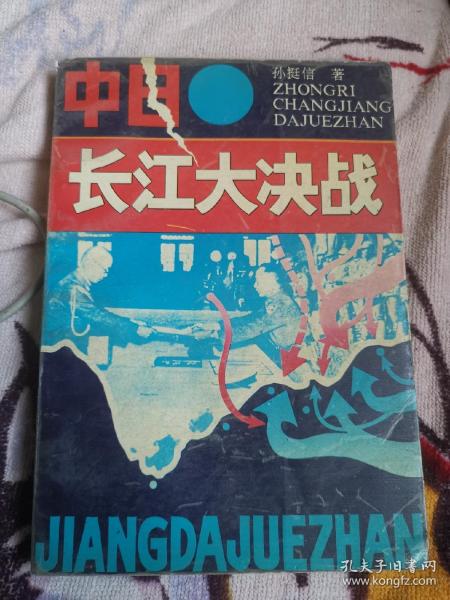 中日
孙挺信 著
ZHONGRI
CHANGJIANG
DAJUEZHAN
长江大决战
JIANGDAJUEZHAN
孔夫子旧书网
www.kongfz.com